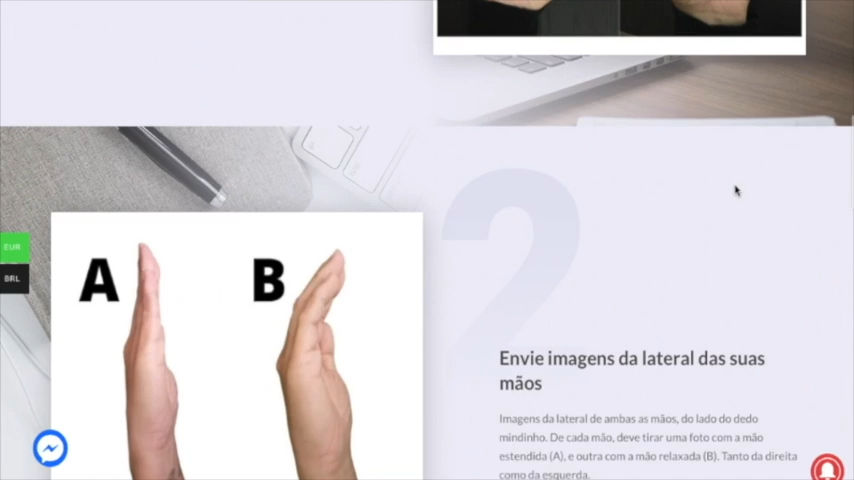 2
A
B
EUR
BRL
Envie imagens da lateral das suas
mãos
Imagens da lateral de ambas as mãos, do lado do dedo
mindinho. De cada mão, deve tirar uma foto com a mão
estendida (A), e outra com a mão relaxada (B). Tanto da direita
como da esquerda.